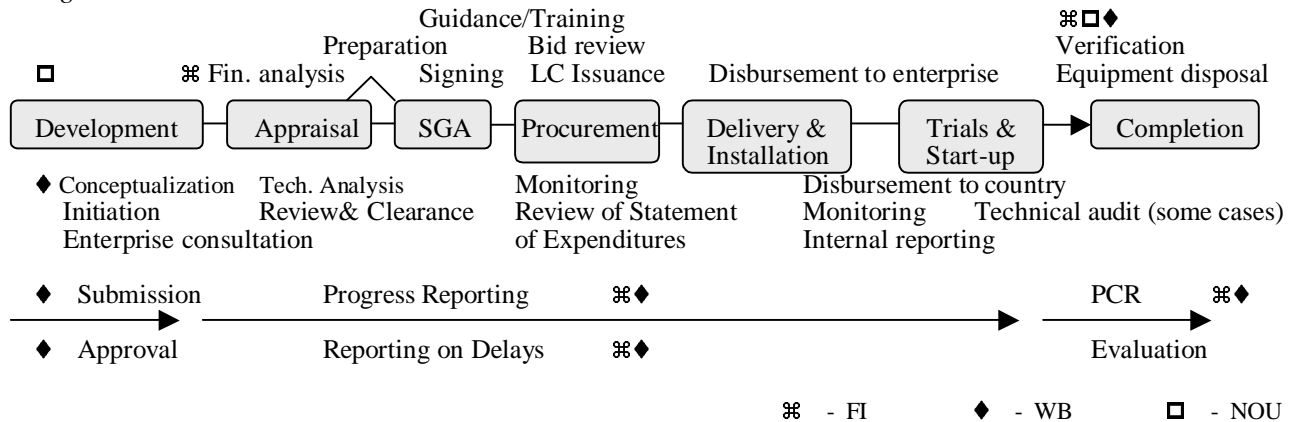 Guidance/Training
⌘ □ ♦
Preparation Bid review Verification
□ ⌘ Fin. analysis Signing LC Issuance Disbursement to enterprise Equipment disposal
Development Appraisal SGA Procurement Delivery & Installation Trials & Start-up Completion
♦ Conceptualization Tech. Analysis Monitoring Disbursement to country
Initiation Review& Clearance Review of Statement Monitoring Technical audit (some cases)
Enterprise consultation of Expenditures Internal reporting
♦ Submission Progress Reporting ⌘♦ PCR ⌘♦
♦ Approval Reporting on Delays ⌘♦ Evaluation
⌘ - FI ♦ - WB □ - NOU